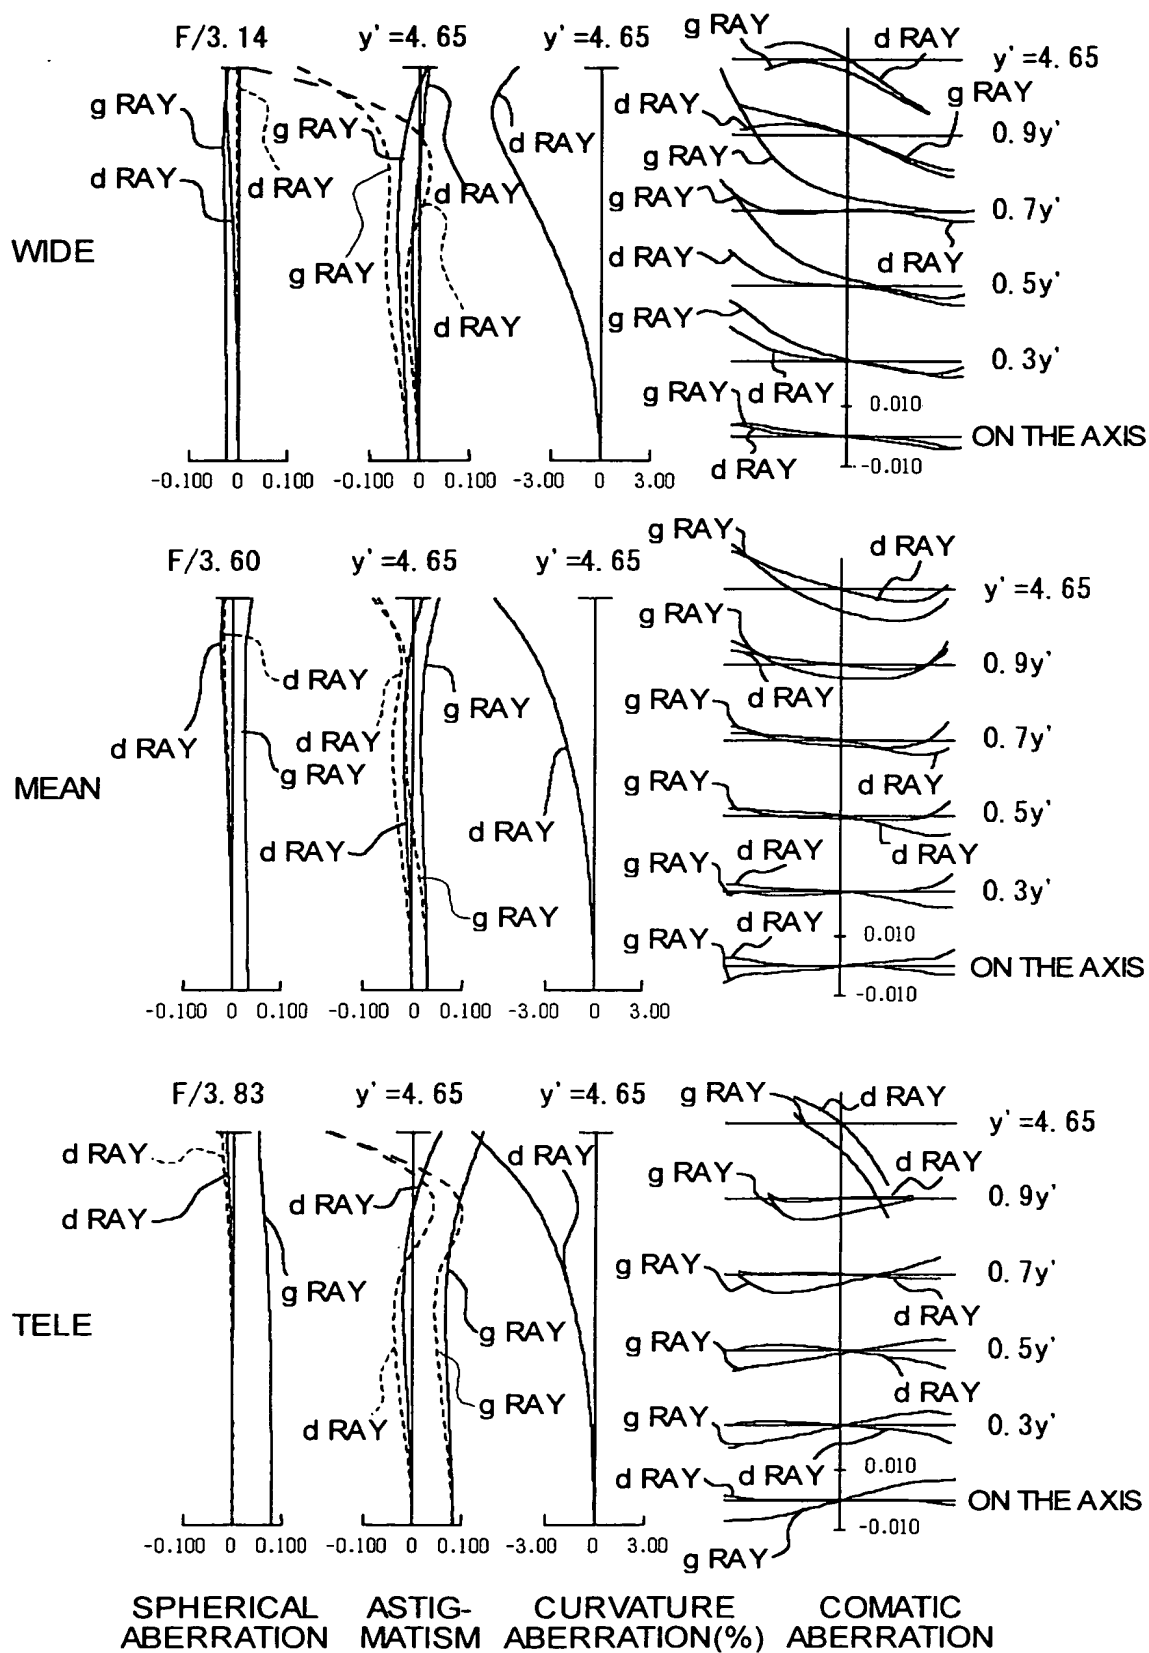 F/3.14 y'=4.65 y'=4.65 g RAY d RAY y'=4.65
g RAY g RAY
g RAY d RAY d RAY 0.9y'
d RAY g RAY
d RAY d RAY d RAY g RAY 0.7y'
WIDE g RAY d RAY d RAY 0.5y'
d RAY g RAY
0.3y'
g RAY d RAY 0.010
ON THE AXIS
d RAY -0.010
-0.100 0 0.100 -0.100 0 0.100 -3.00 0 3.00
g RAY
F/3.60 y'=4.65 y'=4.65 d RAY y'=4.65
g RAY
0.9y'
d RAY g RAY d RAY
g RAY
d RAY d RAY 0.7y'
g RAY d RAY
MEAN g RAY
0.5y'
d RAY d RAY d RAY d RAY
g RAY 0.3y'
g RAY d RAY
g RAY 0.010
ON THE AXIS
-0.010
-0.100 0 0.100 -0.100 0 0.100 -3.00 0 3.00
F/3.83 y'=4.65 y'=4.65 g RAY d RAY
y'=4.65
d RAY d RAY d RAY
g RAY 0.9y'
d RAY d RAY
g RAY g RAY 0.7y'
d RAY
TELE g RAY g RAY 0.5y'
g RAY d RAY
d RAY g RAY 0.3y'
d RAY d RAY 0.010
ON THE AXIS
-0.010
-0.100 0 0.100 -0.100 0 0.100 -3.00 0 3.00
g RAY
SPHERICAL ASTIG- CURVATURE COMATIC
ABERRATION MATISM ABERRATION(%) ABERRATION